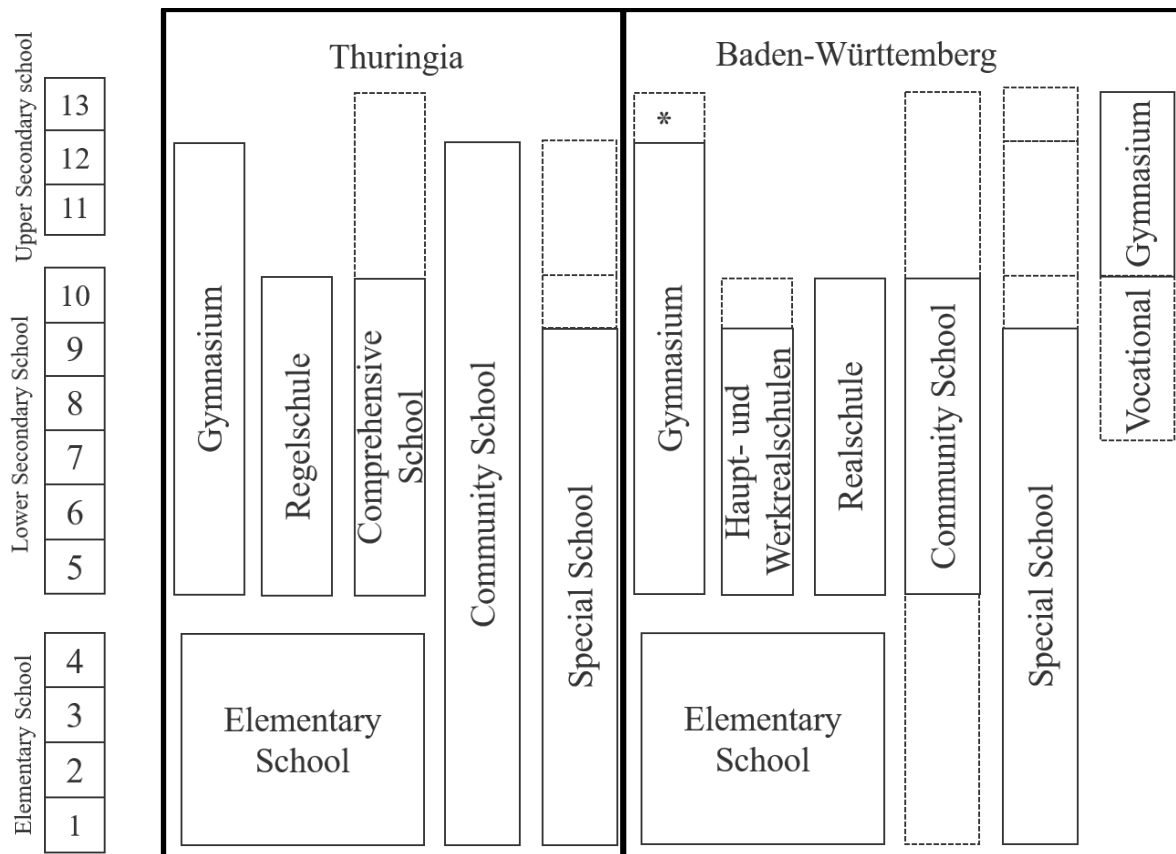 Thuringia
Baden-Württemberg
Upper Secondary school
13
12
11
Lower Secondary School
10
9
8
7
6
5
Elementary School
4
3
2
1
Gymnasium
Regelschule
Comprehensive
School
Community School
Special School
Elementary
School
*
Gymnasium
Haupt- und
Werkrealschulen
Realschule
Community School
Special School
Vocational Gymnasium
Elementary
School